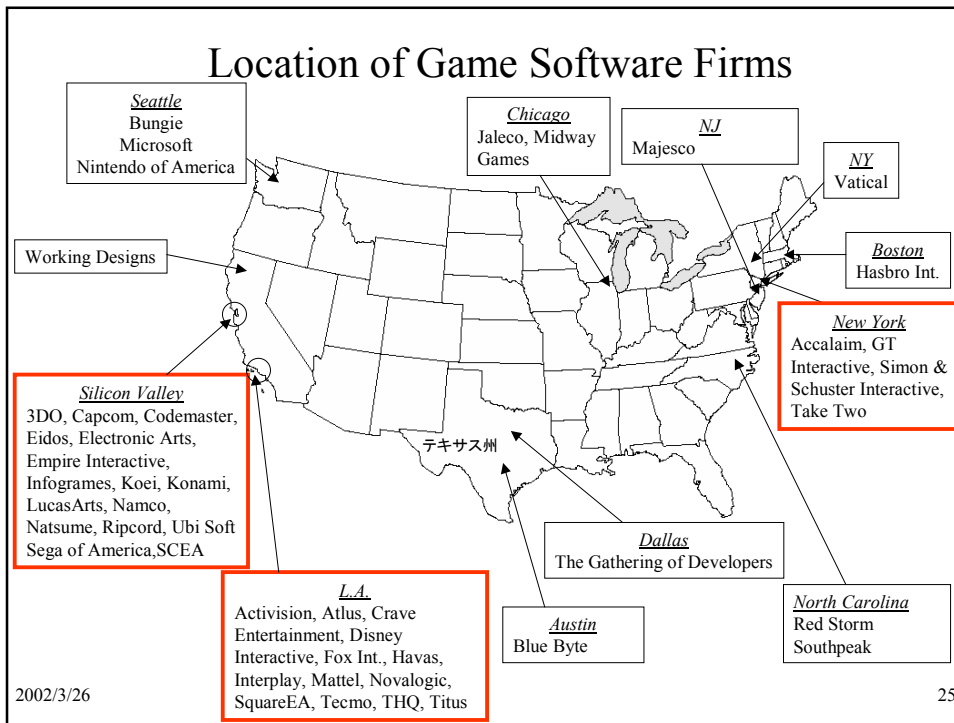 Location of Game Software Firms
Seattle
Bungie
Microsoft
Nintendo of America
Chicago
Jaleco, Midway
Games
NJ
Majesco
NY
Vatical
Working Designs
Boston
Hasbro Int.
New York
Accalaim, GT
Interactive, Simon &
Schuster Interactive,
Take Two
Silicon Valley
3DO, Capcom, Codemaster,
Eidos, Electronic Arts,
Empire Interactive,
Infogrames, Koei, Konami,
LucasArts, Namco,
Natsume, Ripcord, Ubi Soft
Sega of America,SCEA
テキサス州
L.A.
Activision, Atlus, Crave
Entertainment, Disney
Interactive, Fox Int., Havas,
Interplay, Mattel, Novalogic,
SquareEA, Tecmo, THQ, Titus
Dallas
The Gathering of Developers
Austin
Blue Byte
North Carolina
Red Storm
Southpeak
2002/3/26
25